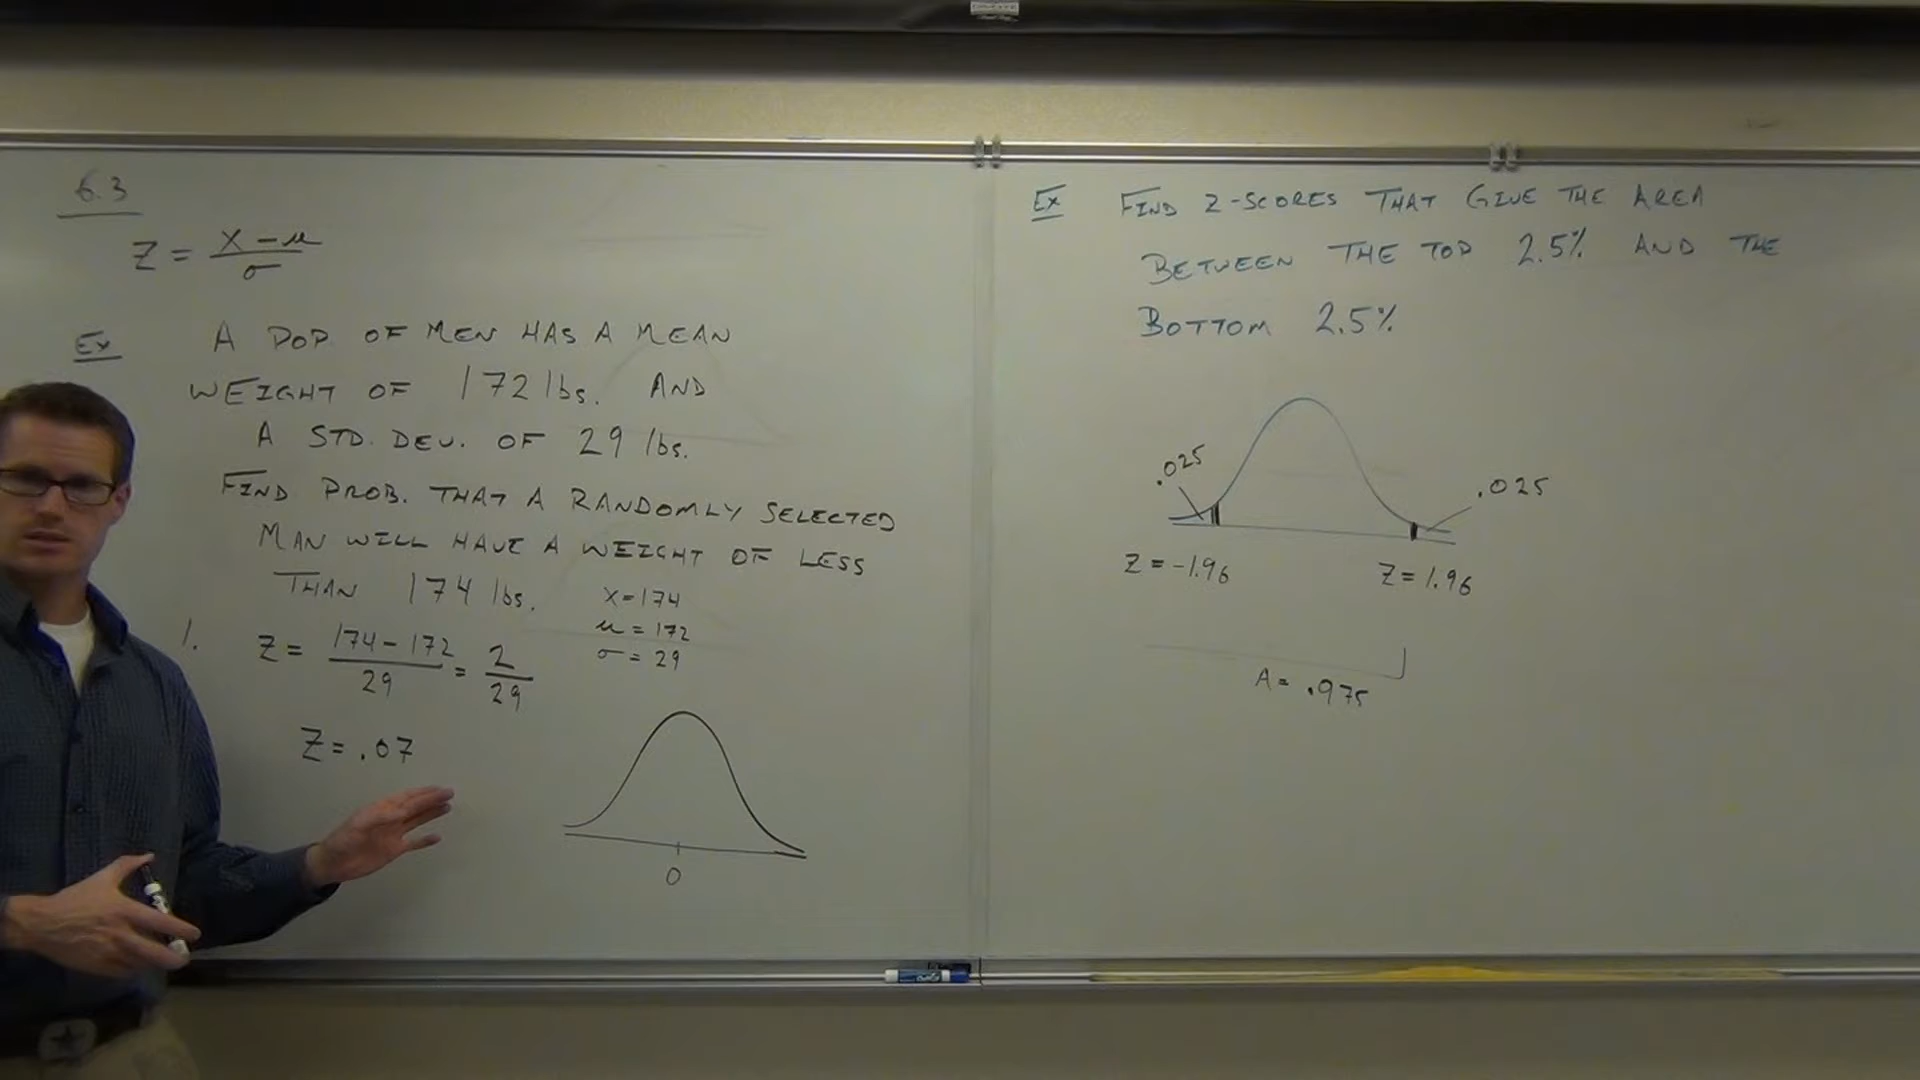 6.3
Z = X - μ / σ
Ex A POP OF MEN HAS A MEAN
WEIGHT OF 172 lbs. AND
A STD. DEV. OF 29 lbs.
FIND PROB. THAT A RANDOMLY SELECTED
MAN WILL HAVE A WEIGHT OF LESS
THAN 174 lbs.
X = 174
μ = 172
σ = 29
1. Z = 174 - 172 / 29 = 2 / 29
Z = .07
0
Ex FIND Z-SCORES THAT GIVE THE AREA
BETWEEN THE TOP 2.5% AND THE
BOTTOM 2.5%
.025
.025
Z = -1.96
Z = 1.96
A = .975